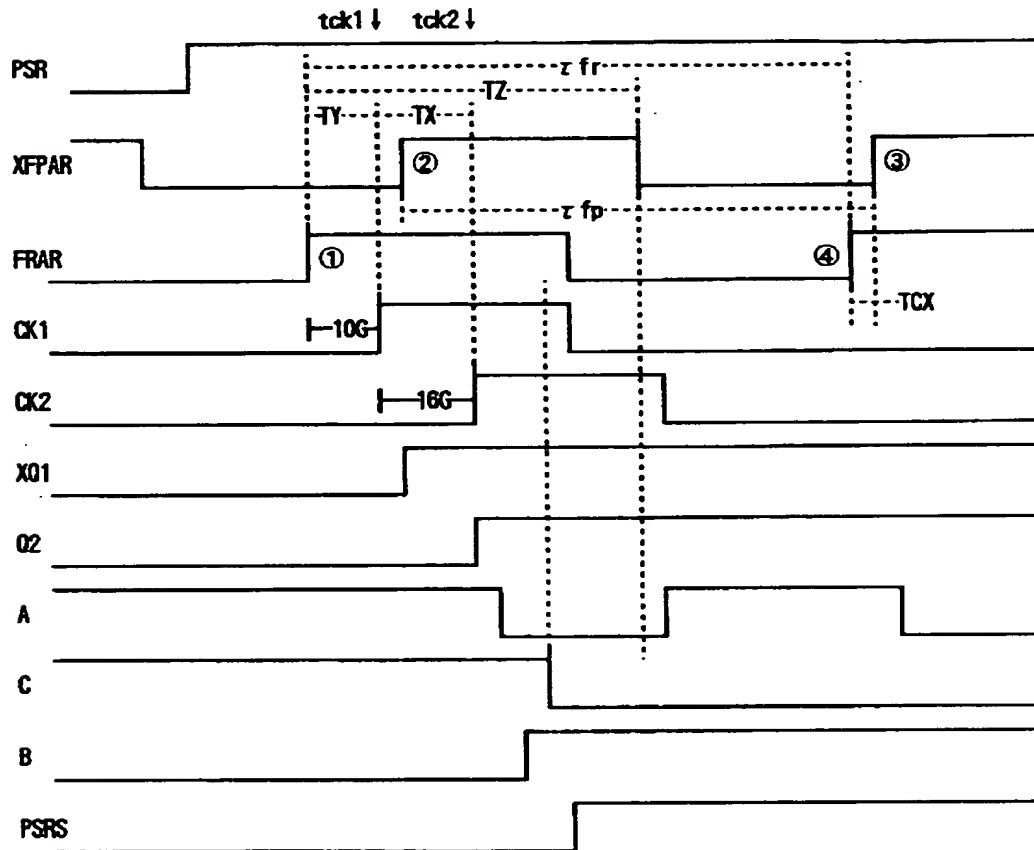 tck1↓ tck2↓
PSR
τ fr
TZ
TY TX
XFPAR ② ③
τ fp
FRAR ① ④
TCX
CK1 10G
CK2 16G
XQ1
Q2
A
C
B
PSRS